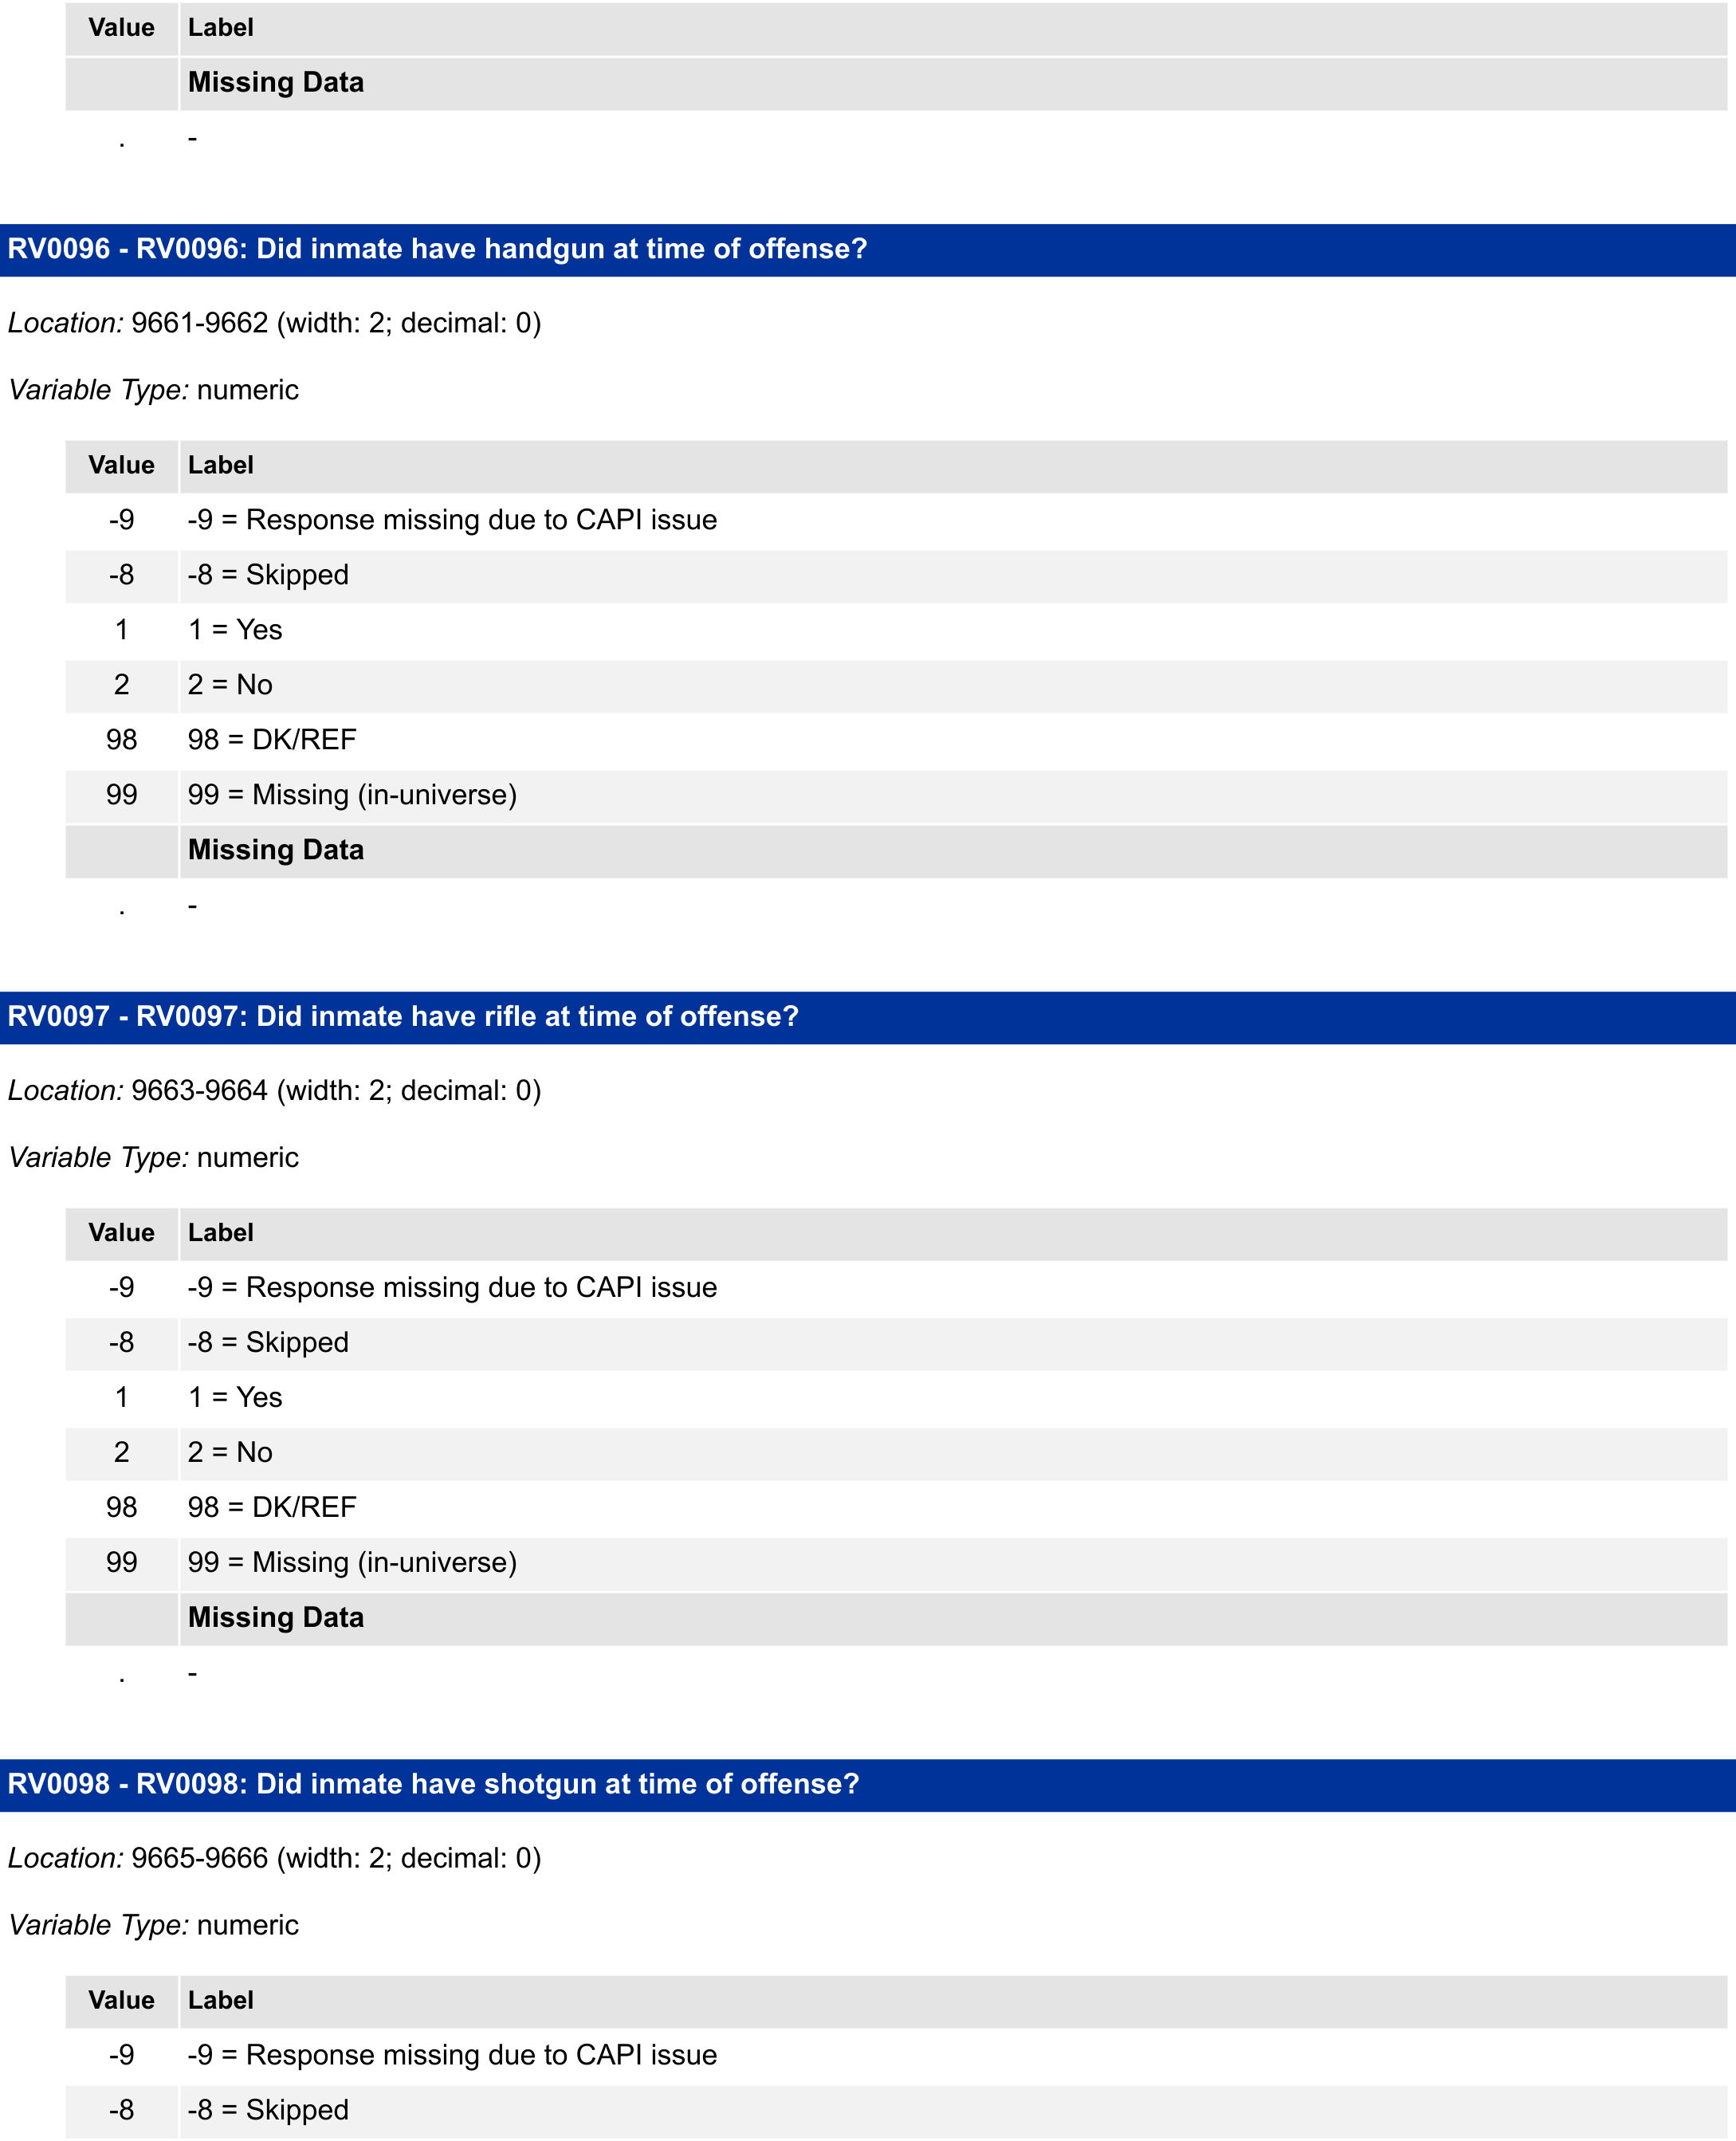 Value Label
Missing Data
. -
RV0096 - RV0096: Did inmate have handgun at time of offense?
Location: 9661-9662 (width: 2; decimal: 0)
Variable Type: numeric
Value Label
-9 -9 = Response missing due to CAPI issue
-8 -8 = Skipped
1 1 = Yes
2 2 = No
98 98 = DK/REF
99 99 = Missing (in-universe)
Missing Data
. -
RV0097 - RV0097: Did inmate have rifle at time of offense?
Location: 9663-9664 (width: 2; decimal: 0)
Variable Type: numeric
Value Label
-9 -9 = Response missing due to CAPI issue
-8 -8 = Skipped
1 1 = Yes
2 2 = No
98 98 = DK/REF
99 99 = Missing (in-universe)
Missing Data
. -
RV0098 - RV0098: Did inmate have shotgun at time of offense?
Location: 9665-9666 (width: 2; decimal: 0)
Variable Type: numeric
Value Label
-9 -9 = Response missing due to CAPI issue
-8 -8 = Skipped